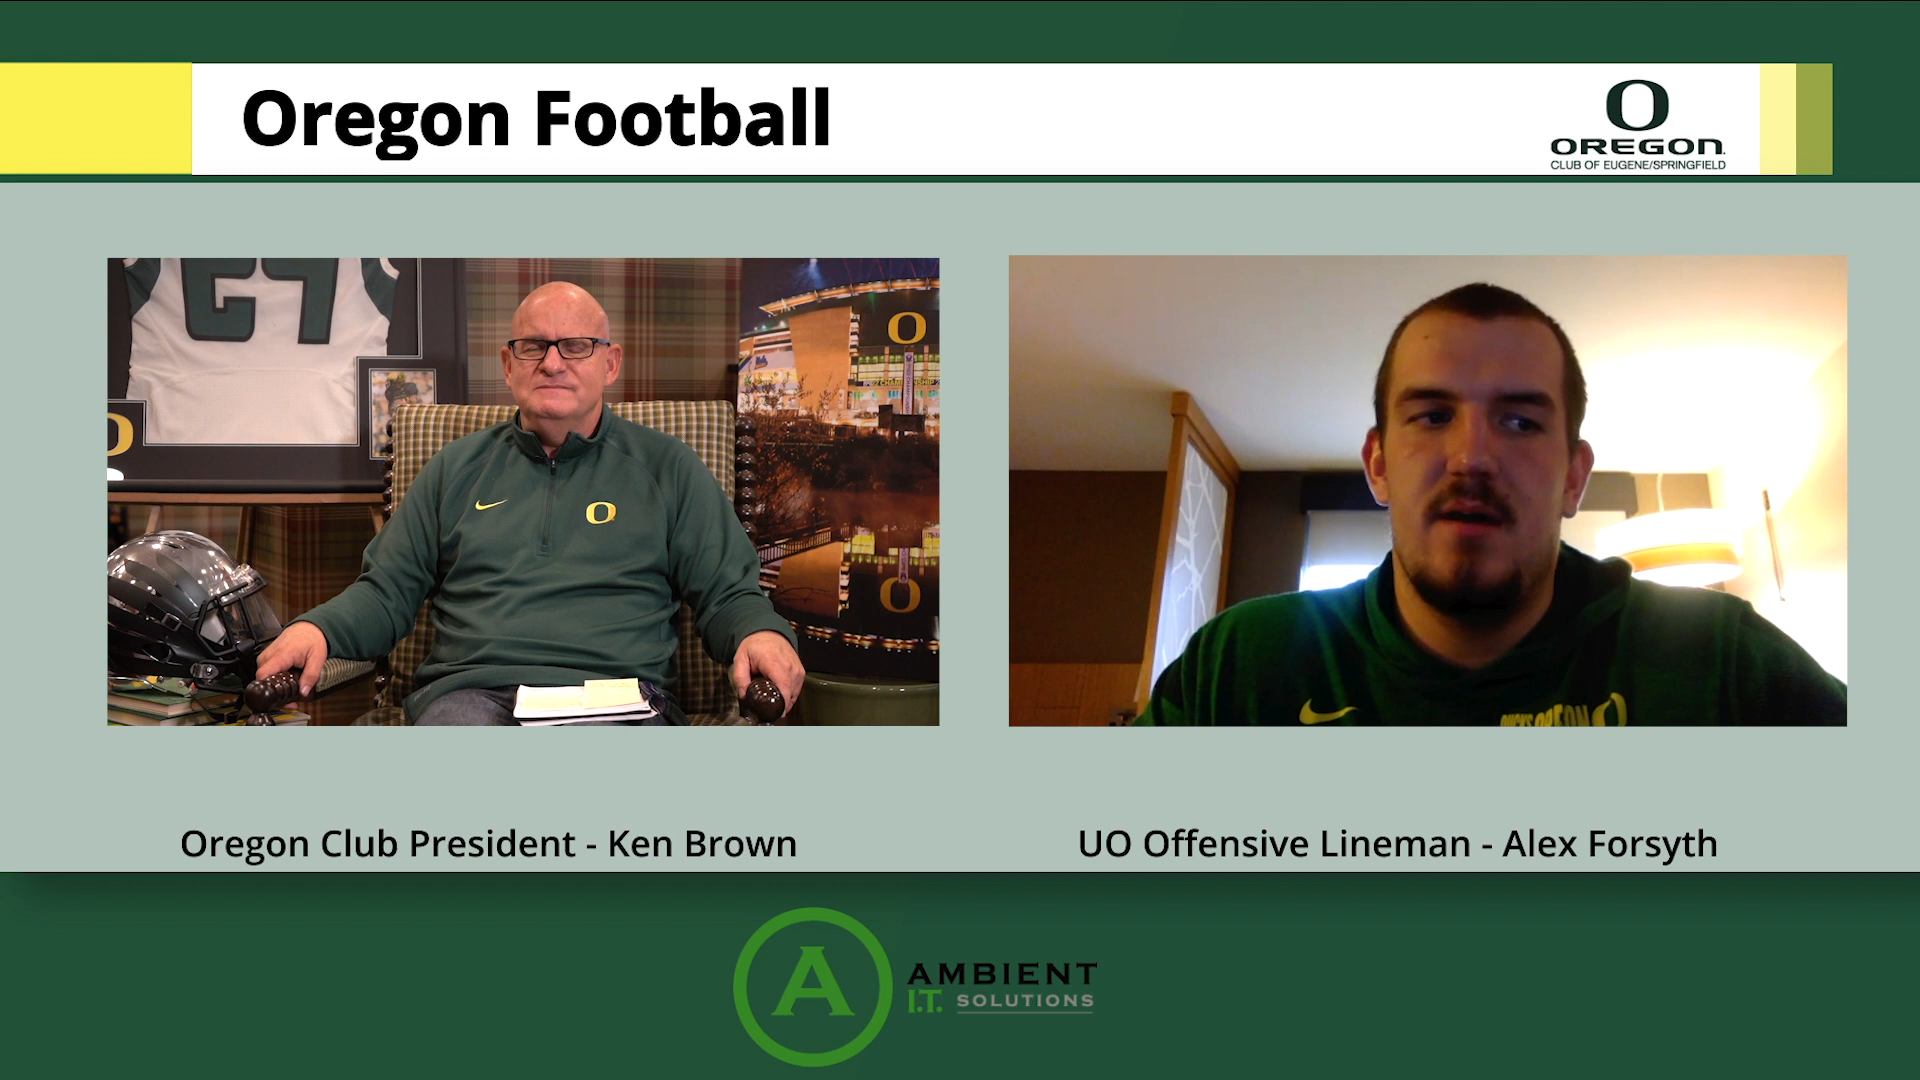 Oregon Football
O
OREGON
CLUB OF EUGENE/SPRINGFIELD
24
O
O
O
O
O
Oregon Club President - Ken Brown
UO Offensive Lineman - Alex Forsyth
A
AMBIENT
I.T. SOLUTIONS